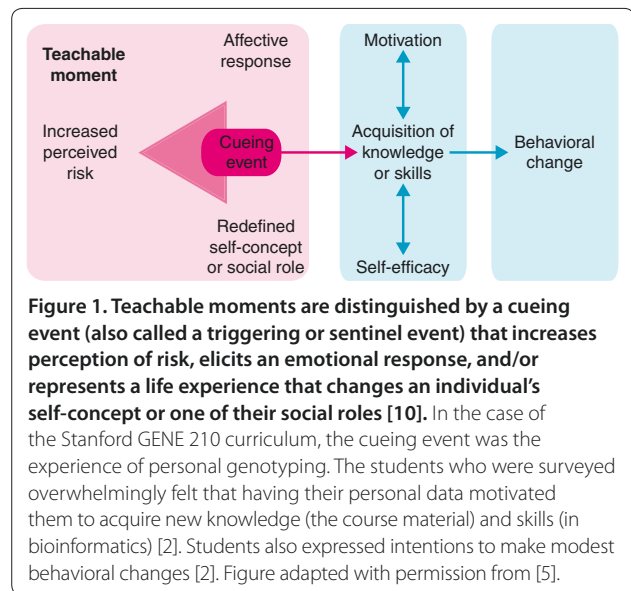 Teachable
moment
Affective
response
Increased
perceived
risk
Cueing
event
Redefined
self-concept
or social role
Motivation
Acquisition of
knowledge
or skills
Self-efficacy
Behavioral
change
Figure 1. Teachable moments are distinguished by a cueing
event (also called a triggering or sentinel event) that increases
perception of risk, elicits an emotional response, and/or
represents a life experience that changes an individual's
self-concept or one of their social roles [10]. In the case of
the Stanford GENE 210 curriculum, the cueing event was the
experience of personal genotyping. The students who were surveyed
overwhelmingly felt that having their personal data motivated
them to acquire new knowledge (the course material) and skills (in
bioinformatics) [2]. Students also expressed intentions to make modest
behavioral changes [2]. Figure adapted with permission from [5].